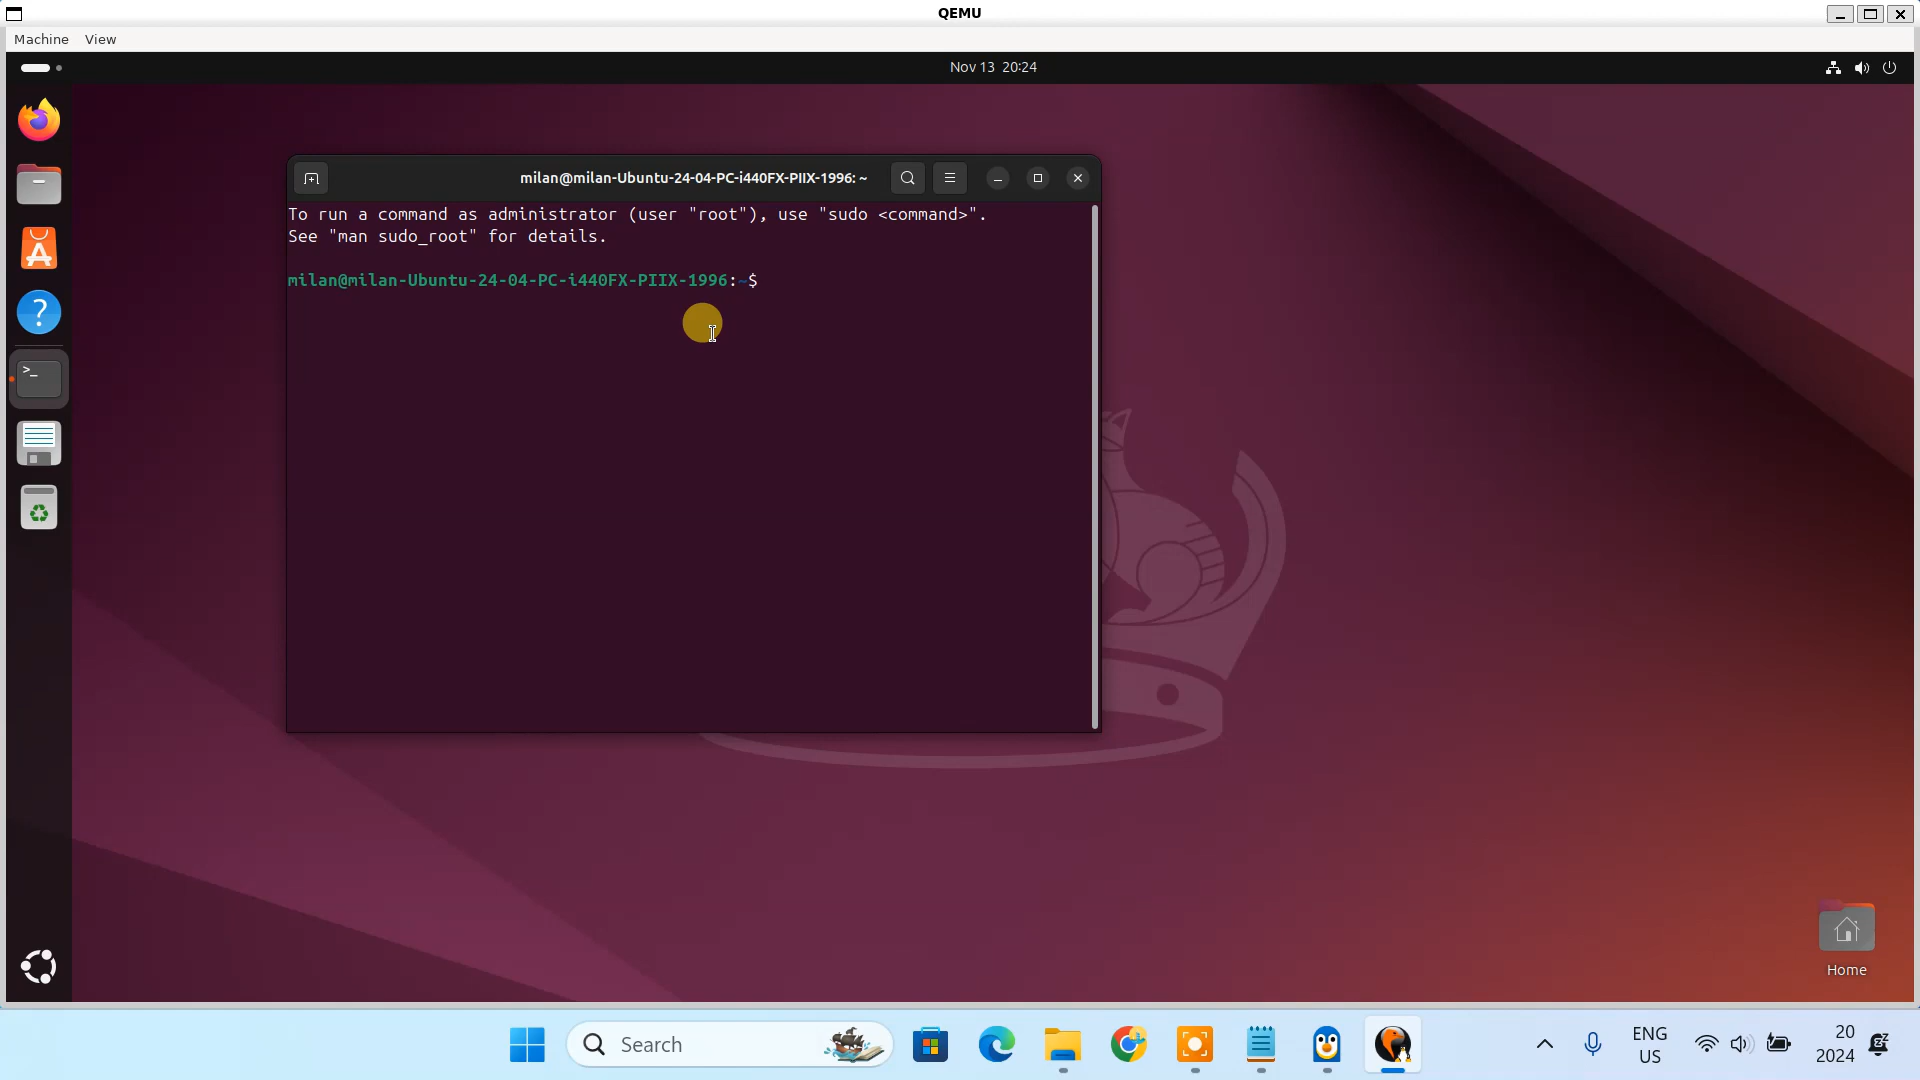 QEMU
Machine View
Nov 13 20:24
milan@milan-Ubuntu-24-04-PC-i440FX-PIIX-1996: ~
To run a command as administrator (user "root"), use "sudo <command>".
See "man sudo_root" for details.
milan@milan-Ubuntu-24-04-PC-i440FX-PIIX-1996:~$
>_
Home
Search
ENG
US
20
2024